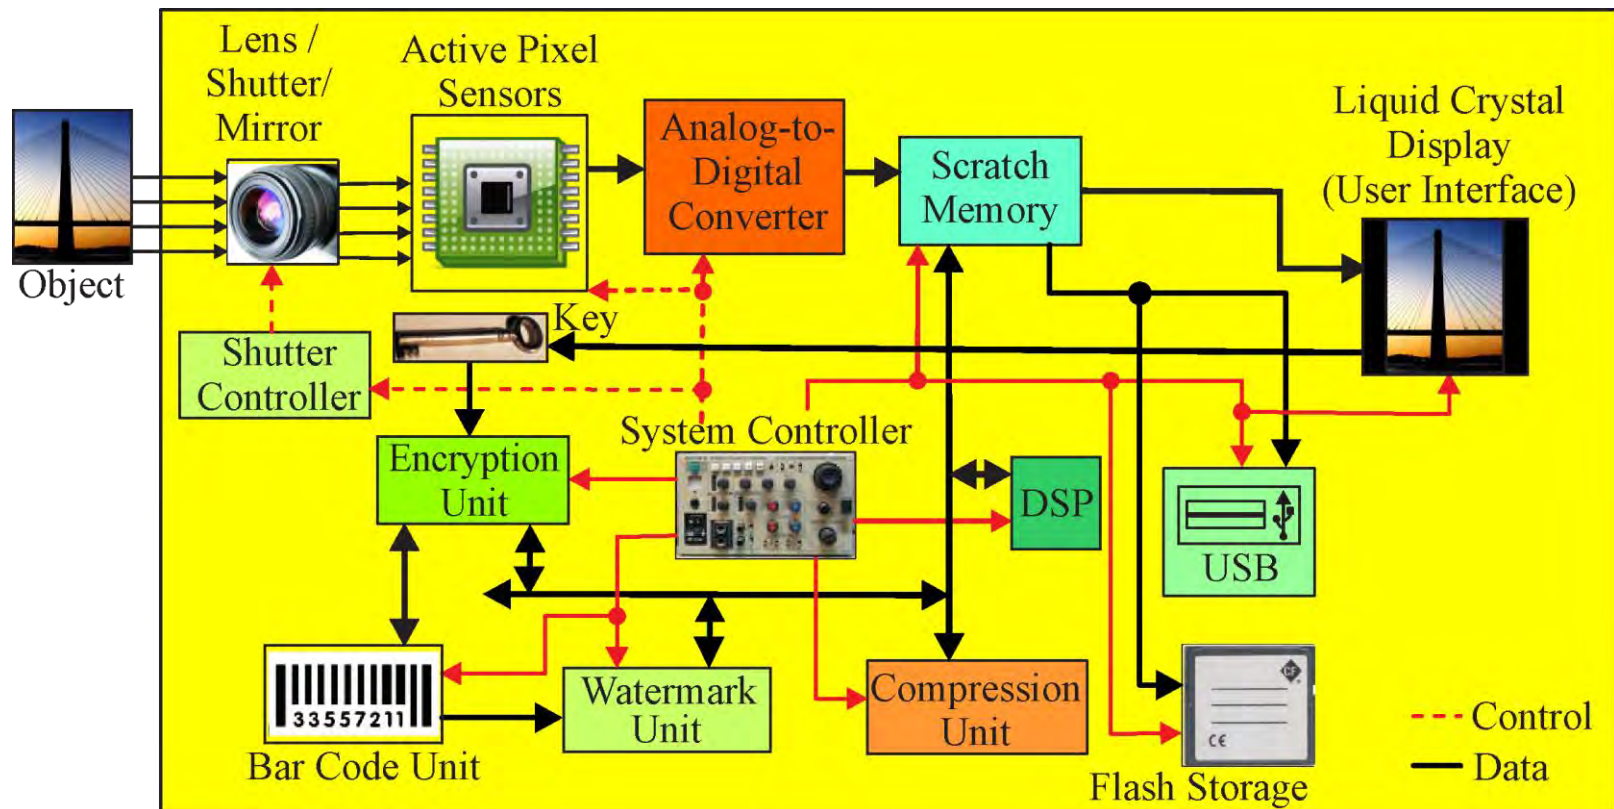 Lens /
Shutter/
Mirror
Active Pixel
Sensors
Analog-to-
Digital
Converter
Scratch
Memory
Liquid Crystal
Display
(User Interface)
Object
Key
Shutter
Controller
System Controller
Encryption
Unit
DSP
USB
33557211
Bar Code Unit
Watermark
Unit
Compression
Unit
CF
CE
Flash Storage
Control
Data